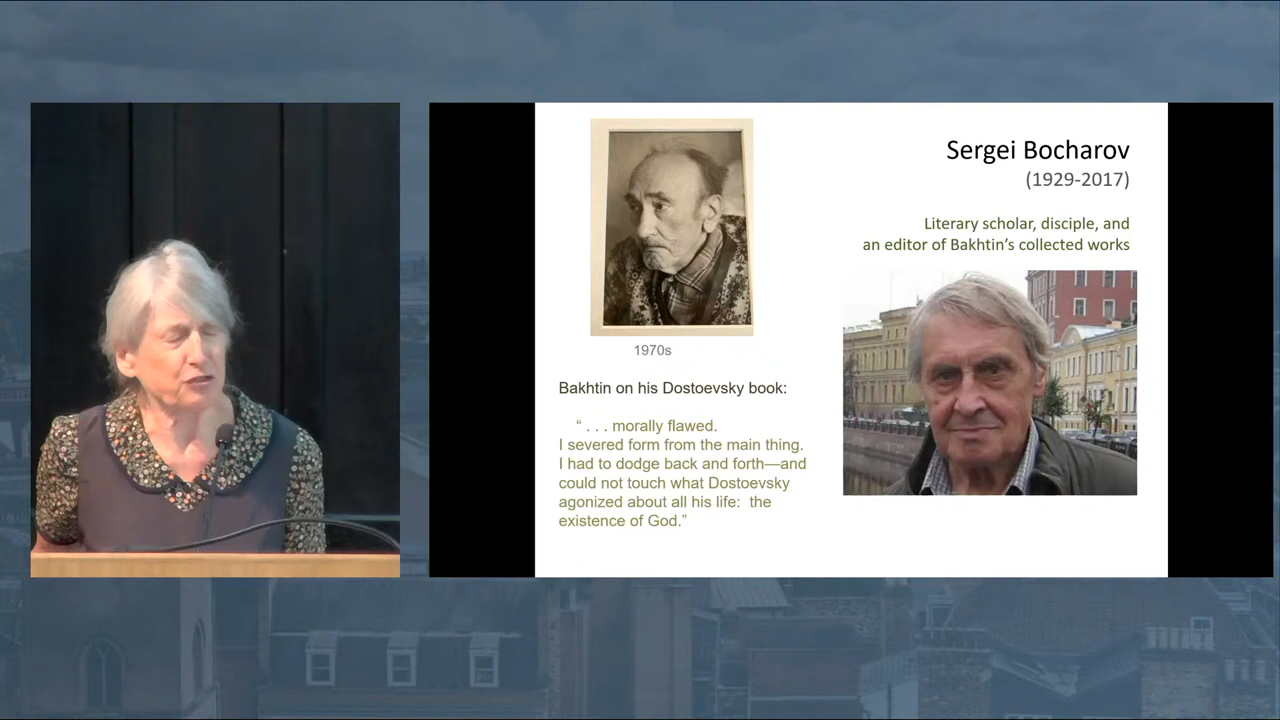 1970s
Bakhtin on his Dostoevsky book:
“ . . . morally flawed.
I severed form from the main thing.
I had to dodge back and forth—and
could not touch what Dostoevsky
agonized about all his life:  the
existence of God.”
Sergei Bocharov
(1929-2017)
Literary scholar, disciple, and
an editor of Bakhtin’s collected works